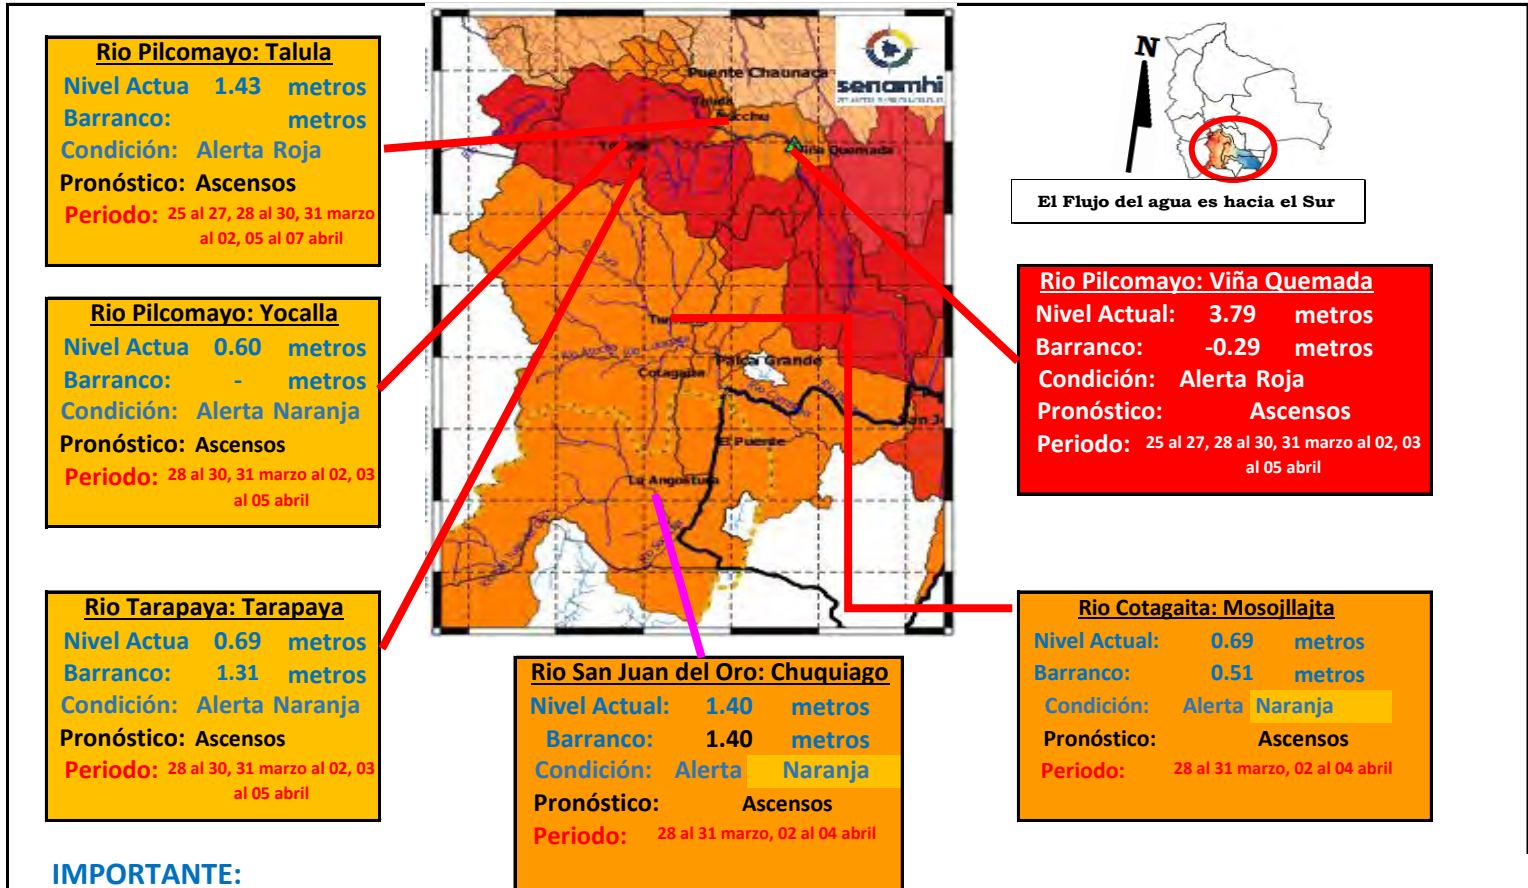 Rio Pilcomayo: Talula
Nivel Actua 1.43 metros
Barranco: metros
Condición: Alerta Roja
Pronóstico: Ascensos
Periodo: 25 al 27, 28 al 30, 31 marzo
al 02, 05 al 07 abril
Rio Pilcomayo: Yocalla
Nivel Actua 0.60 metros
Barranco: - metros
Condición: Alerta Naranja
Pronóstico: Ascensos
Periodo: 28 al 30, 31 marzo al 02, 03
al 05 abril
Rio Tarapaya: Tarapaya
Nivel Actua 0.69 metros
Barranco: 1.31 metros
Condición: Alerta Naranja
Pronóstico: Ascensos
Periodo: 28 al 30, 31 marzo al 02, 03
al 05 abril
IMPORTANTE:
senamhi
Puente Chaunaca
Viña Quemada
Palca Grande
Cotagaita
El Puente
La Angostura
Rio San Juan del Oro: Chuquiago
Nivel Actual: 1.40 metros
Barranco: 1.40 metros
Condición: Alerta Naranja
Pronóstico: Ascensos
Periodo: 28 al 31 marzo, 02 al 04 abril
N
El Flujo del agua es hacia el Sur
Rio Pilcomayo: Viña Quemada
Nivel Actual: 3.79 metros
Barranco: -0.29 metros
Condición: Alerta Roja
Pronóstico: Ascensos
Periodo: 25 al 27, 28 al 30, 31 marzo al 02, 03
al 05 abril
Rio Cotagaita: Mosojllajta
Nivel Actual: 0.69 metros
Barranco: 0.51 metros
Condición: Alerta Naranja
Pronóstico: Ascensos
Periodo: 28 al 31 marzo, 02 al 04 abril